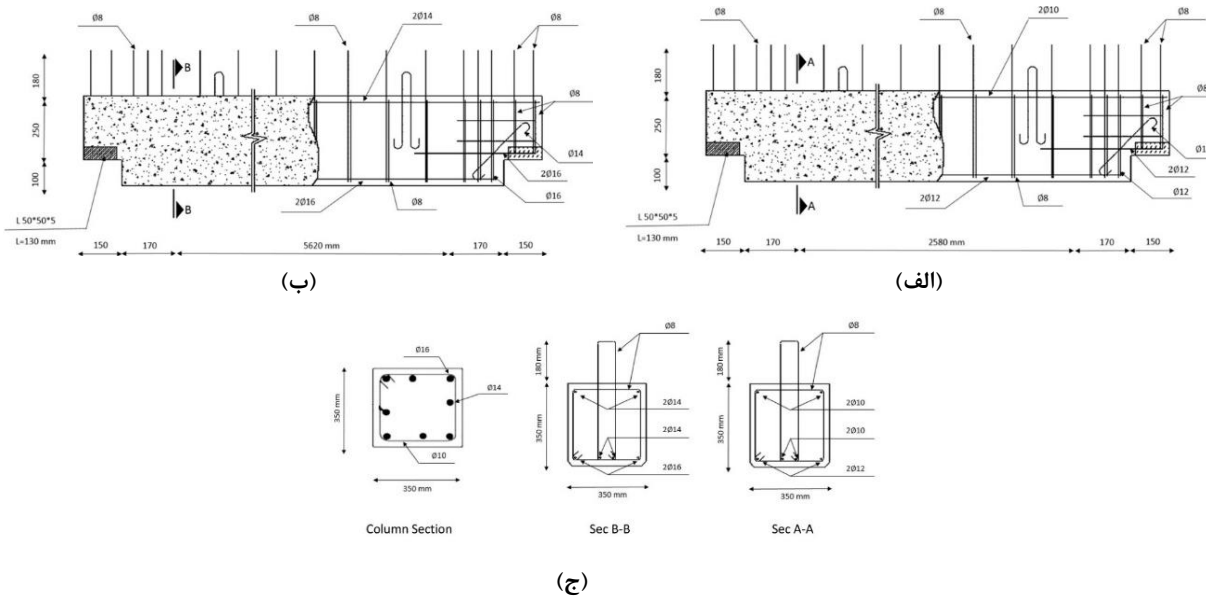 Ø8
Ø8
2Ø14
Ø8
B
180
250
100
Ø8
Ø14
2Ø16
Ø16
2Ø16
Ø8
B
L 50*50*5
L=130 mm
150
170
5620 mm
170
150
(ب)
Ø8
Ø8
2Ø10
Ø8
A
180
250
100
Ø8
2Ø12
Ø12
2Ø12
Ø8
A
L 50*50*5
L=130 mm
150
170
2580 mm
170
150
(الف)
Ø16
Ø14
Ø10
350 mm
350 mm
Column Section
Ø8
180 mm
350 mm
2Ø14
2Ø14
2Ø16
350 mm
Sec B-B
Ø8
180 mm
350 mm
2Ø10
2Ø10
2Ø12
350 mm
Sec A-A
(ج)